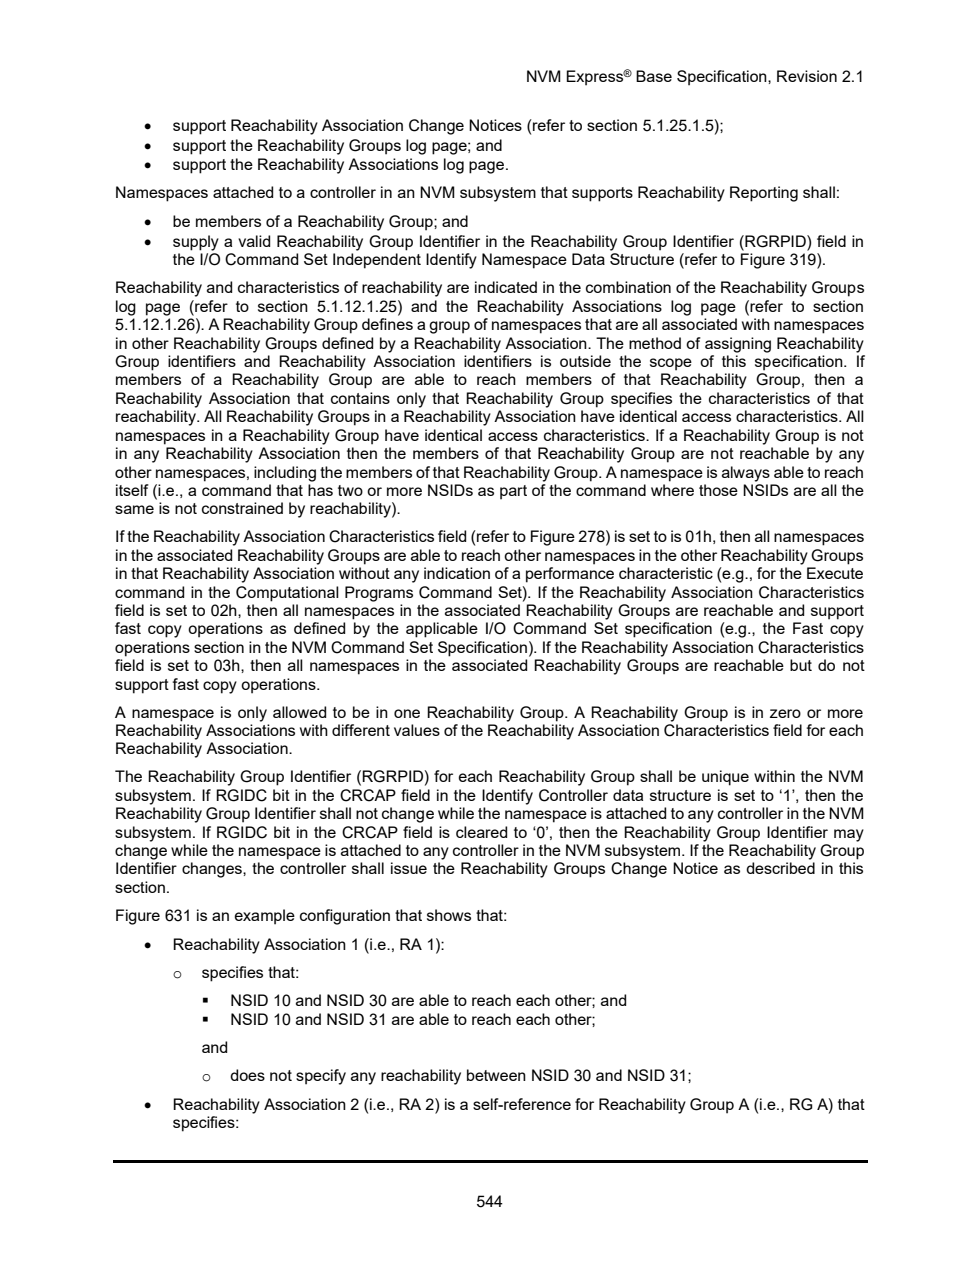 NVM Express® Base Specification, Revision 2.1
• support Reachability Association Change Notices (refer to section 5.1.25.1.5);
• support the Reachability Groups log page; and
• support the Reachability Associations log page.
Namespaces attached to a controller in an NVM subsystem that supports Reachability Reporting shall:
• be members of a Reachability Group; and
• supply a valid Reachability Group Identifier in the Reachability Group Identifier (RGRPID) field in
the I/O Command Set Independent Identify Namespace Data Structure (refer to Figure 319).
Reachability and characteristics of reachability are indicated in the combination of the Reachability Groups
log page (refer to section 5.1.12.1.25) and the Reachability Associations log page (refer to section
5.1.12.1.26). A Reachability Group defines a group of namespaces that are all associated with namespaces
in other Reachability Groups defined by a Reachability Association. The method of assigning Reachability
Group identifiers and Reachability Association identifiers is outside the scope of this specification. If
members of a Reachability Group are able to reach members of that Reachability Group, then a
Reachability Association that contains only that Reachability Group specifies the characteristics of that
reachability. All Reachability Groups in a Reachability Association have identical access characteristics. All
namespaces in a Reachability Group have identical access characteristics. If a Reachability Group is not
in any Reachability Association then the members of that Reachability Group are not reachable by any
other namespaces, including the members of that Reachability Group. A namespace is always able to reach
itself (i.e., a command that has two or more NSIDs as part of the command where those NSIDs are all the
same is not constrained by reachability).
If the Reachability Association Characteristics field (refer to Figure 278) is set to is 01h, then all namespaces
in the associated Reachability Groups are able to reach other namespaces in the other Reachability Groups
in that Reachability Association without any indication of a performance characteristic (e.g., for the Execute
command in the Computational Programs Command Set). If the Reachability Association Characteristics
field is set to 02h, then all namespaces in the associated Reachability Groups are reachable and support
fast copy operations as defined by the applicable I/O Command Set specification (e.g., the Fast copy
operations section in the NVM Command Set Specification). If the Reachability Association Characteristics
field is set to 03h, then all namespaces in the associated Reachability Groups are reachable but do not
support fast copy operations.
A namespace is only allowed to be in one Reachability Group. A Reachability Group is in zero or more
Reachability Associations with different values of the Reachability Association Characteristics field for each
Reachability Association.
The Reachability Group Identifier (RGRPID) for each Reachability Group shall be unique within the NVM
subsystem. If RGIDC bit in the CRCAP field in the Identify Controller data structure is set to ‘1’, then the
Reachability Group Identifier shall not change while the namespace is attached to any controller in the NVM
subsystem. If RGIDC bit in the CRCAP field is cleared to ‘0’, then the Reachability Group Identifier may
change while the namespace is attached to any controller in the NVM subsystem. If the Reachability Group
Identifier changes, the controller shall issue the Reachability Groups Change Notice as described in this
section.
Figure 631 is an example configuration that shows that:
• Reachability Association 1 (i.e., RA 1):
o specifies that:
▪ NSID 10 and NSID 30 are able to reach each other; and
▪ NSID 10 and NSID 31 are able to reach each other;
and
o does not specify any reachability between NSID 30 and NSID 31;
• Reachability Association 2 (i.e., RA 2) is a self-reference for Reachability Group A (i.e., RG A) that
specifies:
544